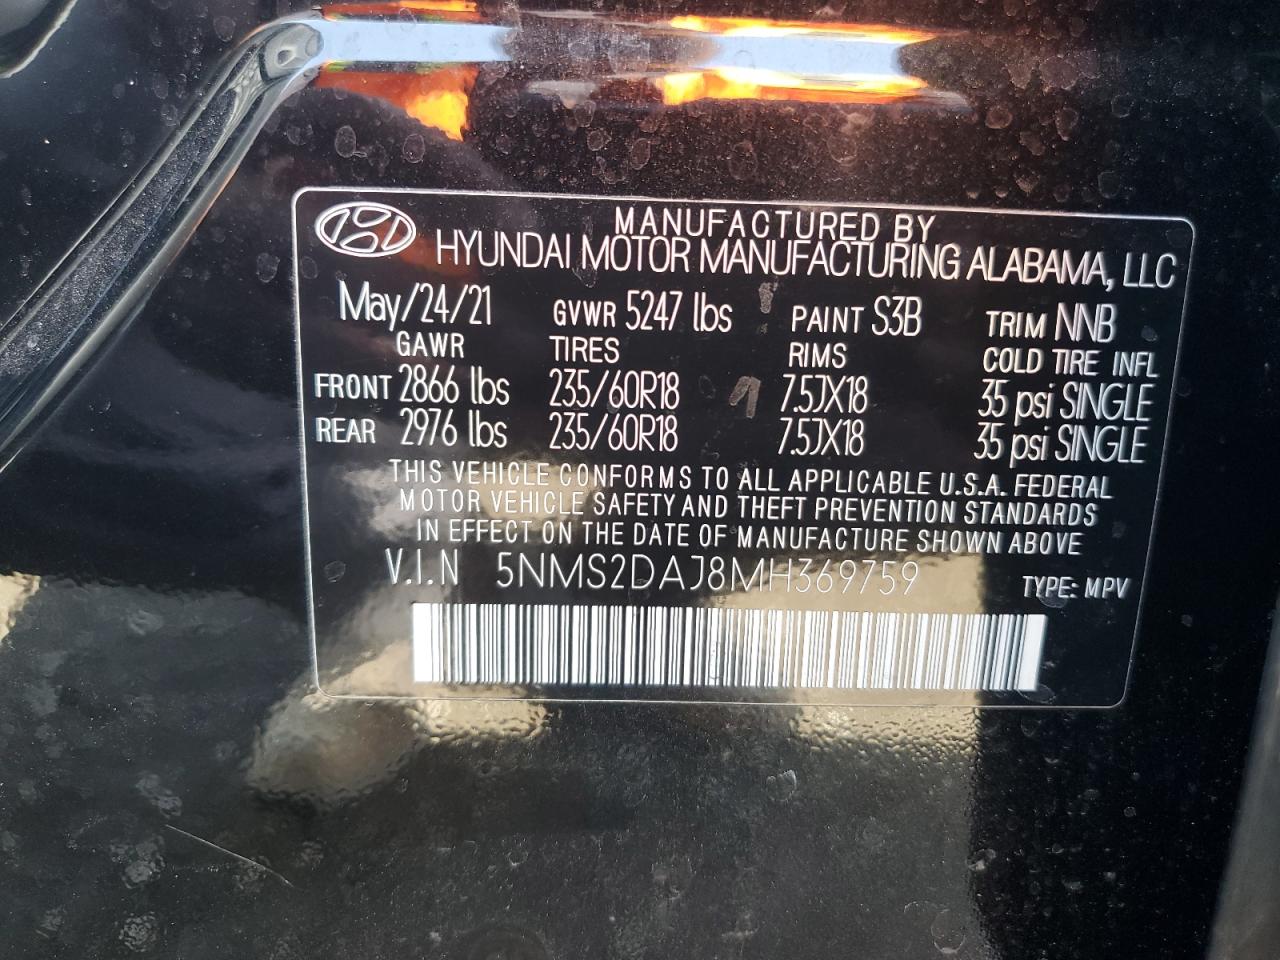 MANUFACTURED BY
HYUNDAI MOTOR MANUFACTURING ALABAMA, LLC
May/24/21 GVWR 5247 lbs PAINT S3B TRIM NNB
GAWR TIRES RIMS COLD TIRE INFL
FRONT 2866 lbs 235/60R18 7.5JX18 35 psi SINGLE
REAR 2976 lbs 235/60R18 7.5JX18 35 psi SINGLE
THIS VEHICLE CONFORMS TO ALL APPLICABLE U.S.A. FEDERAL
MOTOR VEHICLE SAFETY AND THEFT PREVENTION STANDARDS
IN EFFECT ON THE DATE OF MANUFACTURE SHOWN ABOVE
V.I.N 5NMS2DAJ8MH369759 TYPE: MPV